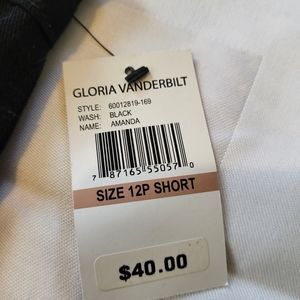 GLORIA VANDERBILT
STYLE: 60012819-169
WASH: BLACK
NAME: AMANDA
7 87165 55057 0
SIZE 12P SHORT
$40.00